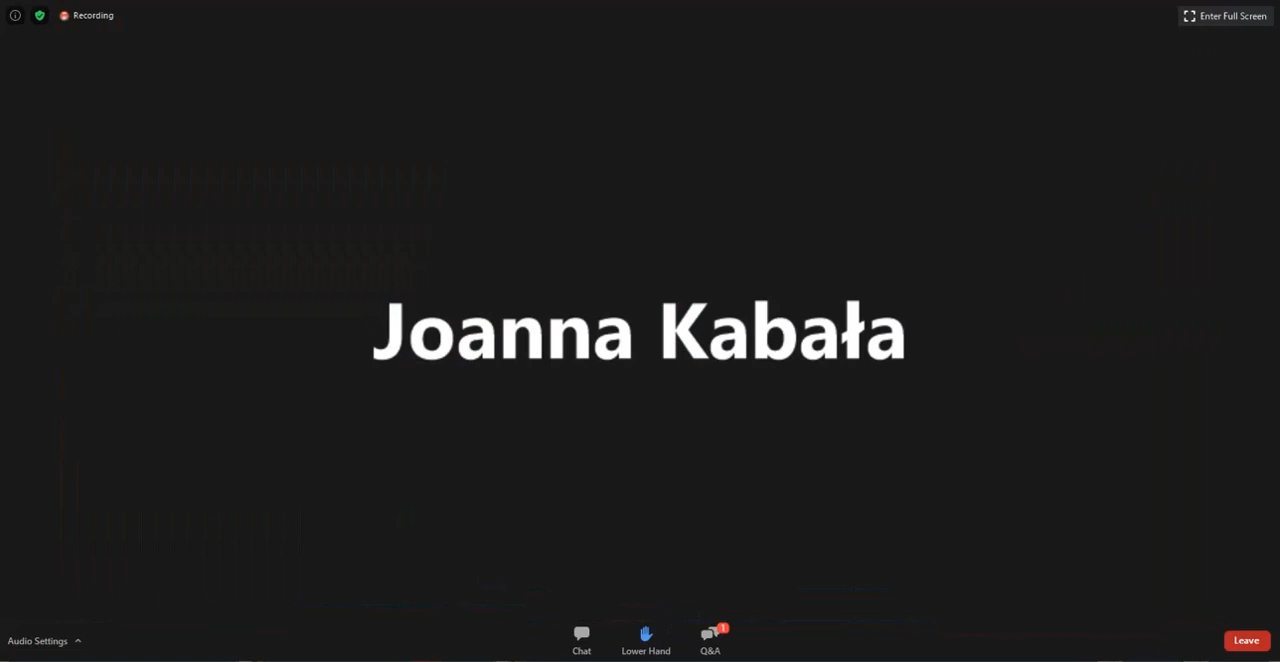 Recording
Enter Full Screen
Joanna Kabała
Audio Settings
Chat
Lower Hand
1
Q&A
Leave